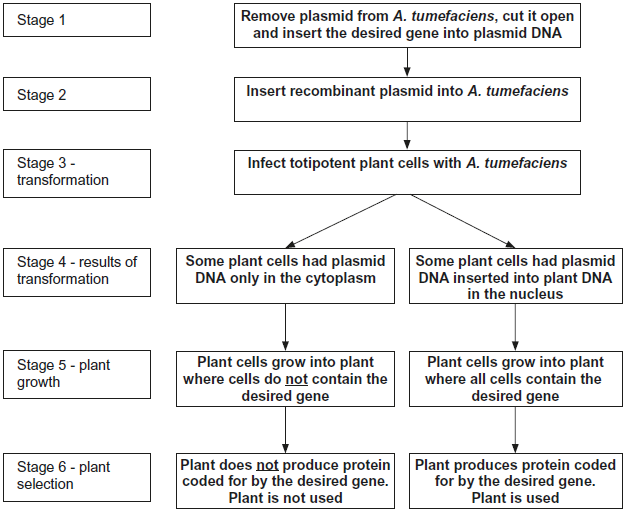 Stage 1
Remove plasmid from A. tumefaciens, cut it open
and insert the desired gene into plasmid DNA
Stage 2
Insert recombinant plasmid into A. tumefaciens
Stage 3 -
transformation
Infect totipotent plant cells with A. tumefaciens
Stage 4 - results of
transformation
Some plant cells had plasmid
DNA only in the cytoplasm
Some plant cells had plasmid
DNA inserted into plant DNA
in the nucleus
Stage 5 - plant
growth
Plant cells grow into plant
where cells do not contain the
desired gene
Plant cells grow into plant
where all cells contain the
desired gene
Stage 6 - plant
selection
Plant does not produce protein
coded for by the desired gene.
Plant is not used
Plant produces protein coded
for by the desired gene.
Plant is used